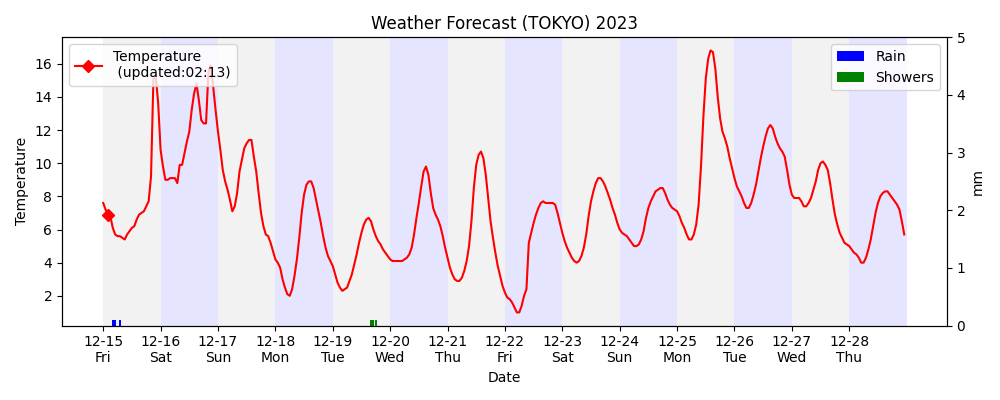 Weather Forecast (TOKYO) 2023
Temperature
(updated:02:13)
Rain
Showers
Temperature
16
14
12
10
8
6
4
2
5
4
3
2
1
0
mm
12-15 12-16 12-17 12-18 12-19 12-20 12-21 12-22 12-23 12-24 12-25 12-26 12-27 12-28
Fri Sat Sun Mon Tue Wed Thu Fri Sat Sun Mon Tue Wed Thu
Date